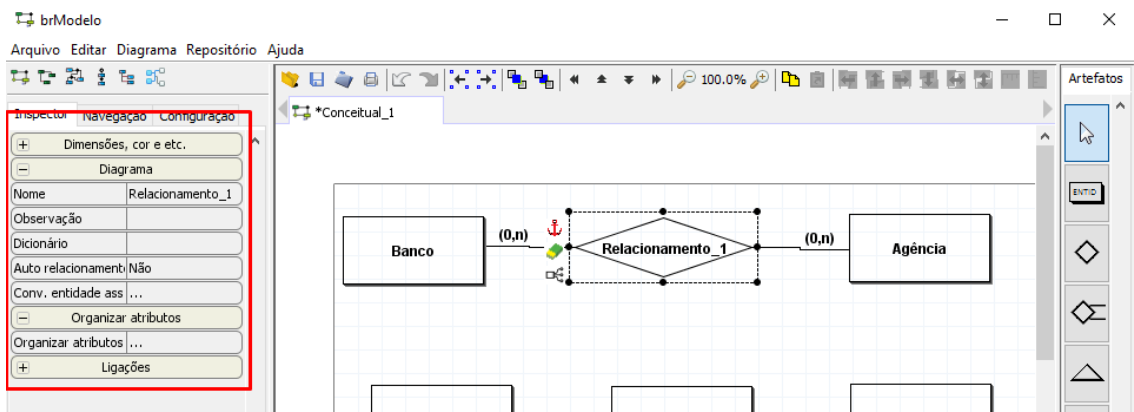 brModelo
Arquivo Editar Diagrama Repositório Ajuda
100.0%
Artefatos
Inspector Navegação Configuração
*Conceitual_1
Dimensões, cor e etc.
Diagrama
Nome Relacionamento_1
Observação
Dicionário
Auto relacionament Não
Conv. entidade ass ...
Organizar atributos
Organizar atributos ...
Ligações
Banco
(0,n)
Relacionamento_1
(0,n)
Agência
ENTID